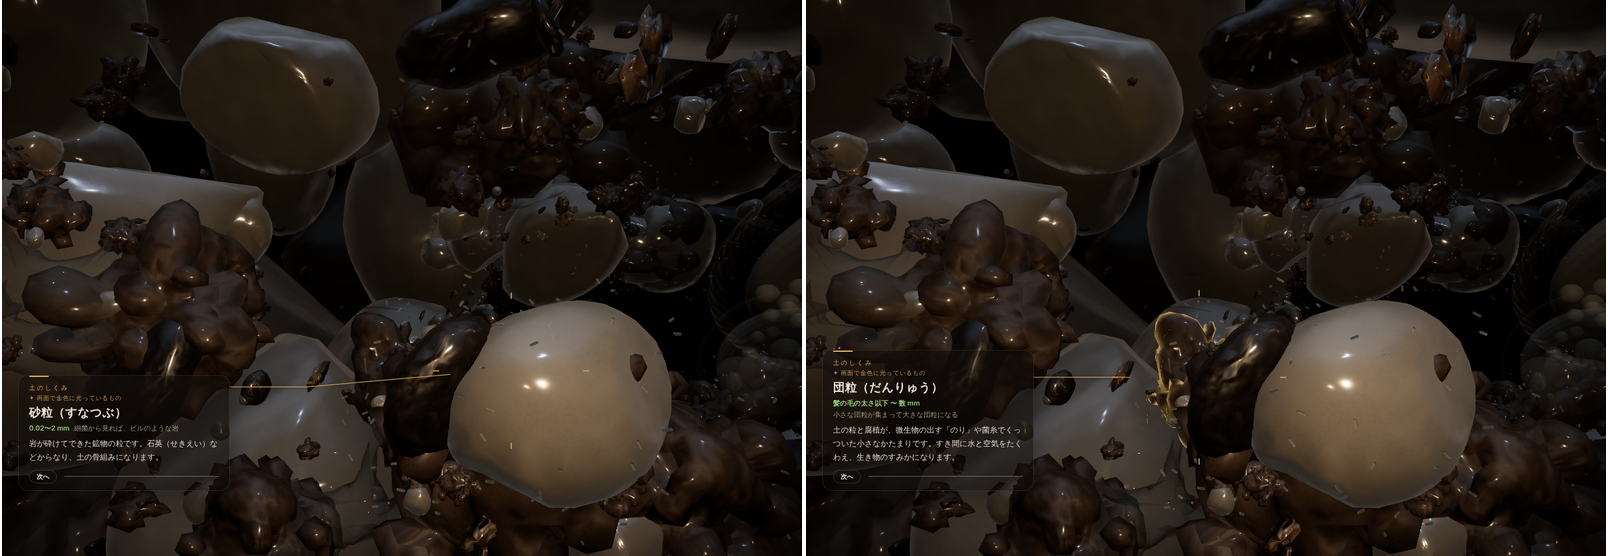 土のしくみ
✦ 画面で金色に光っているもの
砂粒（すなつぶ）
0.02〜2 mm 細菌から見れば、ビルのような岩
岩が砕けてできた鉱物の粒です。石英（せきえい）な
どからなり、土の骨組みになります。
次へ
土のしくみ
✦ 画面で金色に光っているもの
団粒（だんりゅう）
髪の毛の太さ以下 〜 数 mm
小さな団粒が集まって大きな団粒になる
土の粒と腐植が、微生物の出す「のり」や菌糸でくっ
ついた小さなかたまりです。すき間に水と空気をたく
わえ、生き物のすみかになります。
次へ